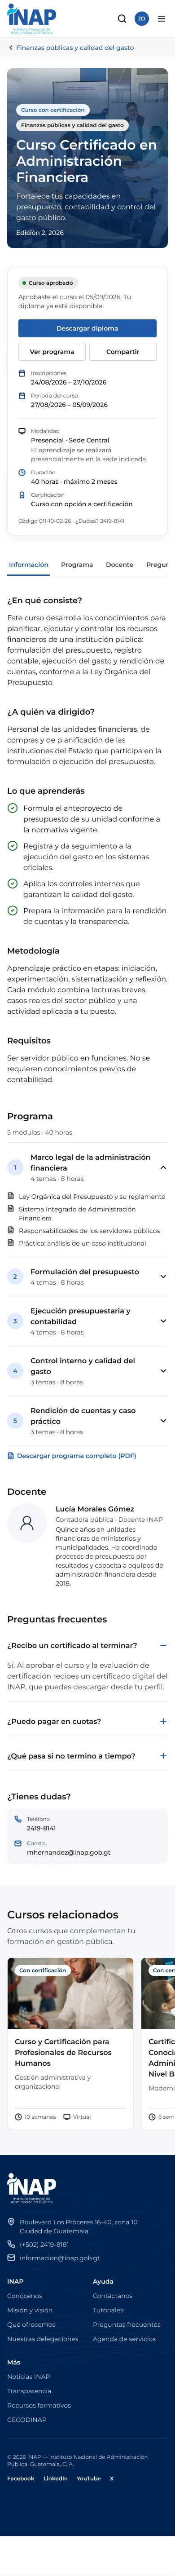 iNAP
Instituto Nacional de
Administración Pública
JD
Finanzas públicas y calidad del gasto
Curso con certificación
Finanzas públicas y calidad del gasto
Curso Certificado en
Administración
Financiera
Fortalece tus capacidades en
presupuesto, contabilidad y control del
gasto público.
Edición 2, 2026
Curso aprobado
Aprobaste el curso el 05/09/2026. Tu
diploma ya está disponible.
Descargar diploma
Ver programa
Compartir
Inscripciones
24/08/2026 – 27/10/2026
Periodo del curso
27/08/2026 – 05/09/2026
Modalidad
Presencial · Sede Central
El aprendizaje se realizará
presencialmente en la sede indicada.
Duración
40 horas · máximo 2 meses
Certificación
Curso con opción a certificación
Código 011-10-02-26 · ¿Dudas? 2419-8141
Información
Programa
Docente
Pregun
¿En qué consiste?
Este curso desarrolla los conocimientos para
planificar, ejecutar y controlar los recursos
financieros de una institución pública:
formulación del presupuesto, registro
contable, ejecución del gasto y rendición de
cuentas, conforme a la Ley Orgánica del
Presupuesto.
¿A quién va dirigido?
Personal de las unidades financieras, de
compras y de planificación de las
instituciones del Estado que participa en la
formulación o ejecución del presupuesto.
Lo que aprenderás
Formula el anteproyecto de
presupuesto de su unidad conforme a
la normativa vigente.
Registra y da seguimiento a la
ejecución del gasto en los sistemas
oficiales.
Aplica los controles internos que
garantizan la calidad del gasto.
Prepara la información para la rendición
de cuentas y la transparencia.
Metodología
Aprendizaje práctico en etapas: iniciación,
experimentación, sistematización y reflexión.
Cada módulo combina lecturas breves,
casos reales del sector público y una
actividad aplicada a tu puesto.
Requisitos
Ser servidor público en funciones. No se
requieren conocimientos previos de
contabilidad.
Programa
5 módulos · 40 horas
1
Marco legal de la administración
financiera
4 temas · 8 horas
Ley Orgánica del Presupuesto y su reglamento
Sistema Integrado de Administración
Financiera
Responsabilidades de los servidores públicos
Práctica: análisis de un caso institucional
2
Formulación del presupuesto
4 temas · 8 horas
3
Ejecución presupuestaria y
contabilidad
4 temas · 8 horas
4
Control interno y calidad del
gasto
3 temas · 8 horas
5
Rendición de cuentas y caso
práctico
3 temas · 8 horas
Descargar programa completo (PDF)
Docente
Lucía Morales Gómez
Contadora pública · Docente INAP
Quince años en unidades
financieras de ministerios y
municipalidades. Ha coordinado
procesos de presupuesto por
resultados y capacita a equipos de
administración financiera desde
2018.
Preguntas frecuentes
¿Recibo un certificado al terminar?
Sí. Al aprobar el curso y la evaluación de
certificación recibes un certificado digital del
INAP, que puedes descargar desde tu perfil.
¿Puedo pagar en cuotas?
¿Qué pasa si no termino a tiempo?
¿Tienes dudas?
Teléfono
2419-8141
Correo
mhernandez@inap.gob.gt
Cursos relacionados
Otros cursos que complementan tu
formación en gestión pública.
Con certificación
Curso y Certificación para
Profesionales de Recursos
Humanos
Gestión administrativa y
organizacional
10 semanas
Virtual
Con cert
Certific
Conoci
Admini
Nivel B
Moderni
6 sem
iNAP
Instituto Nacional de
Administración Pública
Boulevard Los Próceres 16-40, zona 10
Ciudad de Guatemala
(+502) 2419-8181
informacion@inap.gob.gt
INAP
Ayuda
Conócenos
Contáctanos
Misión y visión
Tutoriales
Qué ofrecemos
Preguntas frecuentes
Nuestras delegaciones
Agenda de servicios
Más
Noticias INAP
Transparencia
Recursos formativos
CECODINAP
© 2026 INAP — Instituto Nacional de Administración
Pública. Guatemala, C. A.
Facebook
LinkedIn
YouTube
X